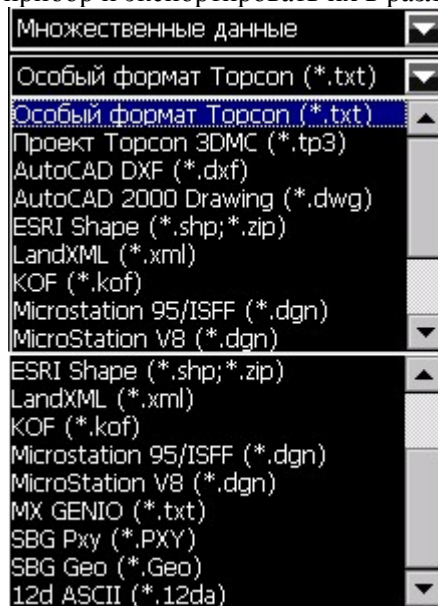 Множественные данные
Особый формат Topcon (*.txt)
Особый формат Topcon (*.txt)
Проект Topcon 3DMC (*.tp3)
AutoCAD DXF (*.dxf)
AutoCAD 2000 Drawing (*.dwg)
ESRI Shape (*.shp;*.zip)
LandXML (*.xml)
KOF (*.kof)
Microstation 95/ISFF (*.dgn)
MicroStation V8 (*.dgn)
ESRI Shape (*.shp;*.zip)
LandXML (*.xml)
KOF (*.kof)
Microstation 95/ISFF (*.dgn)
MicroStation V8 (*.dgn)
MX GENIO (*.txt)
SBG Pxy (*.PXY)
SBG Geo (*.Geo)
12d ASCII (*.12da)